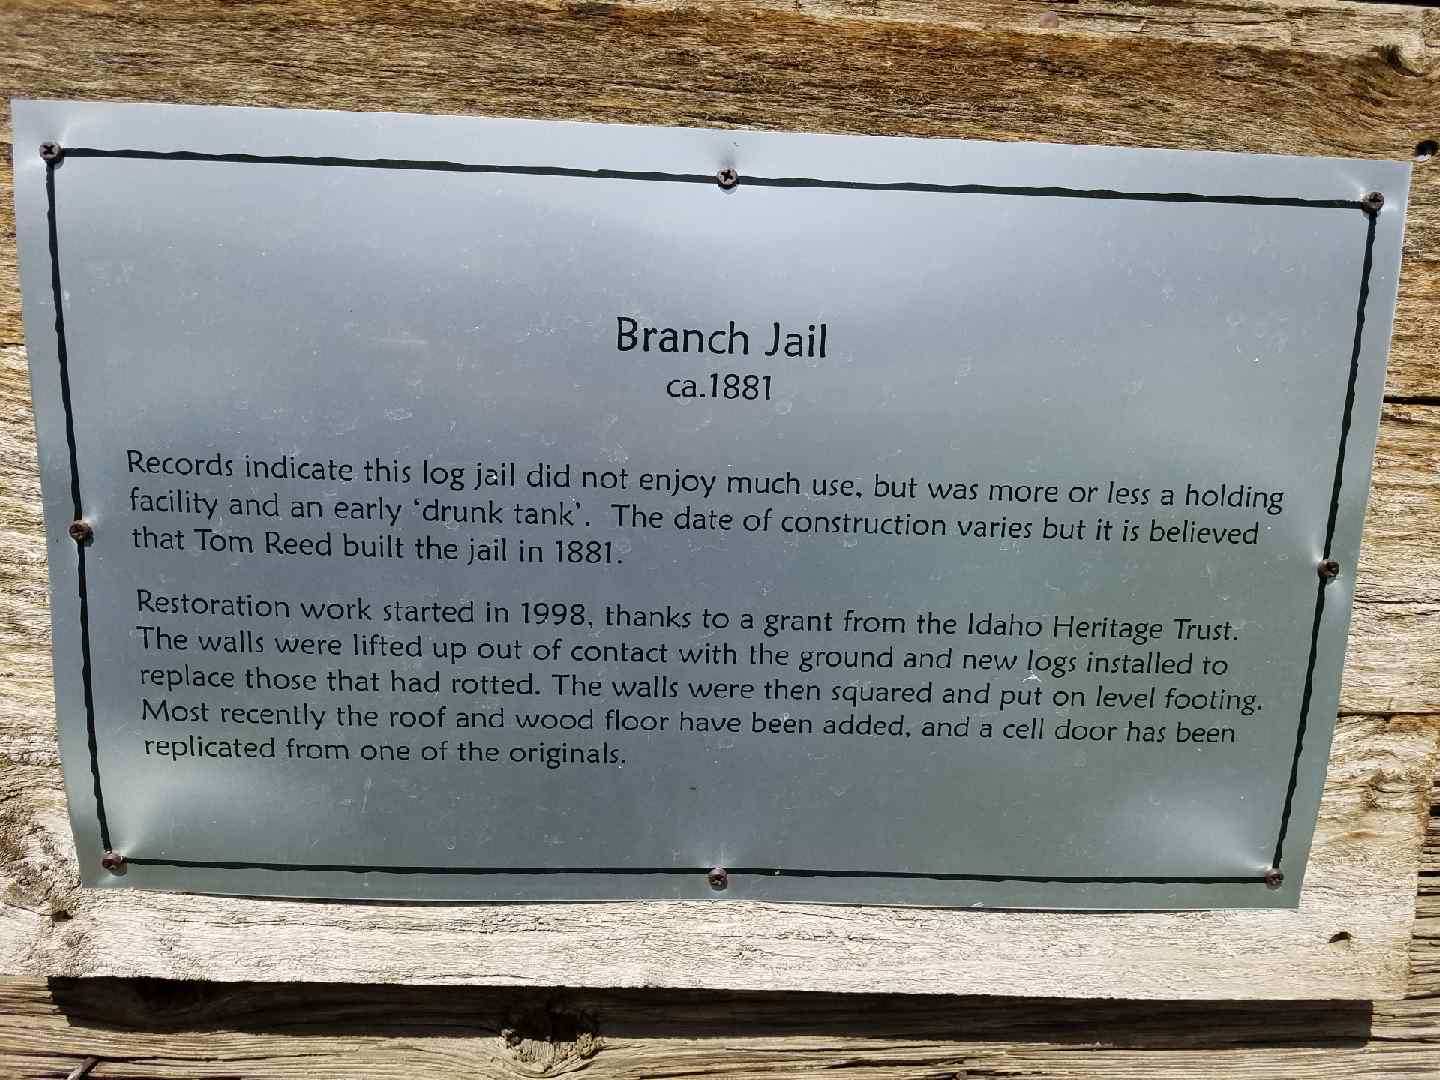 Branch Jail
ca.1881
Records indicate this log jail did not enjoy much use, but was more or less a holding
facility and an early ‘drunk tank’. The date of construction varies but it is believed
that Tom Reed built the jail in 1881.
Restoration work started in 1998, thanks to a grant from the Idaho Heritage Trust.
The walls were lifted up out of contact with the ground and new logs installed to
replace those that had rotted. The walls were then squared and put on level footing.
Most recently the roof and wood floor have been added, and a cell door has been
replicated from one of the originals.